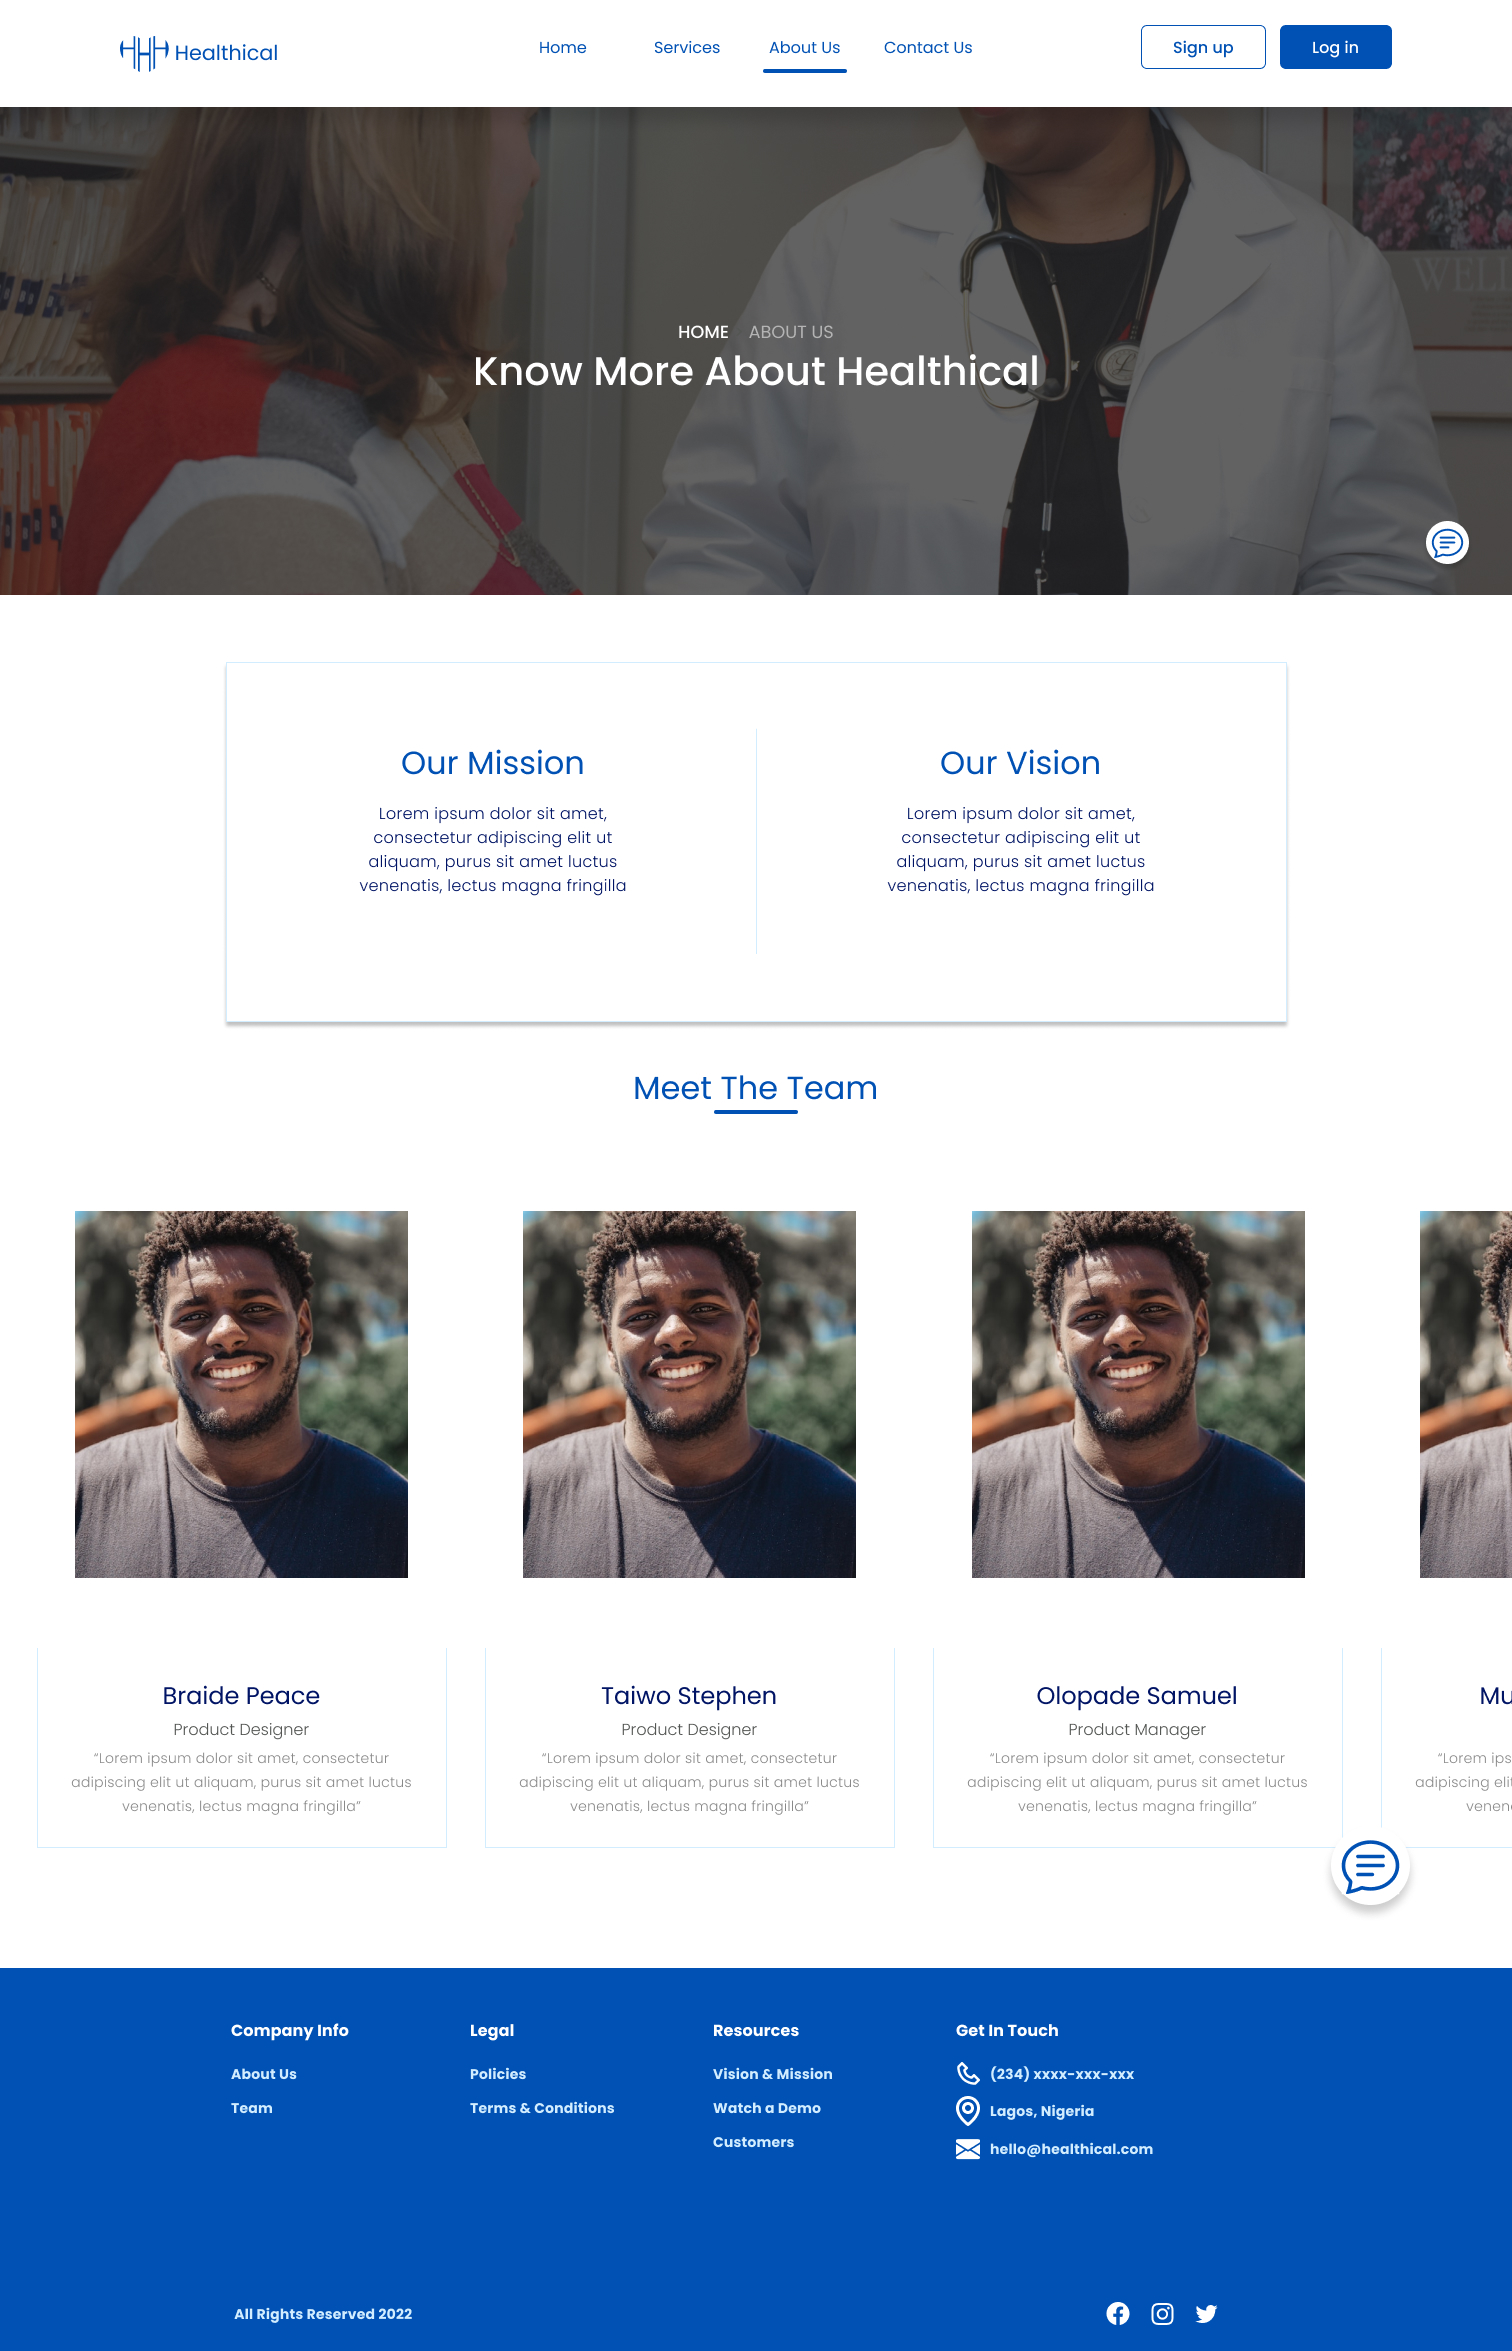 Healthical
Home Services About Us Contact Us
Sign up Log in
WELL
HOME ABOUT US
Know More About Healthical
Our Mission
Lorem ipsum dolor sit amet,
consectetur adipiscing elit ut
aliquam, purus sit amet luctus
venenatis, lectus magna fringilla
Our Vision
Lorem ipsum dolor sit amet,
consectetur adipiscing elit ut
aliquam, purus sit amet luctus
venenatis, lectus magna fringilla
Meet The Team
Braide Peace
Product Designer
“Lorem ipsum dolor sit amet, consectetur
adipiscing elit ut aliquam, purus sit amet luctus
venenatis, lectus magna fringilla”
Taiwo Stephen
Product Designer
“Lorem ipsum dolor sit amet, consectetur
adipiscing elit ut aliquam, purus sit amet luctus
venenatis, lectus magna fringilla”
Olopade Samuel
Product Manager
“Lorem ipsum dolor sit amet, consectetur
adipiscing elit ut aliquam, purus sit amet luctus
venenatis, lectus magna fringilla”
Mu
“Lorem ips
adipiscing elit
venen
Company Info
About Us
Team
Legal
Policies
Terms & Conditions
Resources
Vision & Mission
Watch a Demo
Customers
Get In Touch
(234) xxxx-xxx-xxx
Lagos, Nigeria
hello@healthical.com
All Rights Reserved 2022